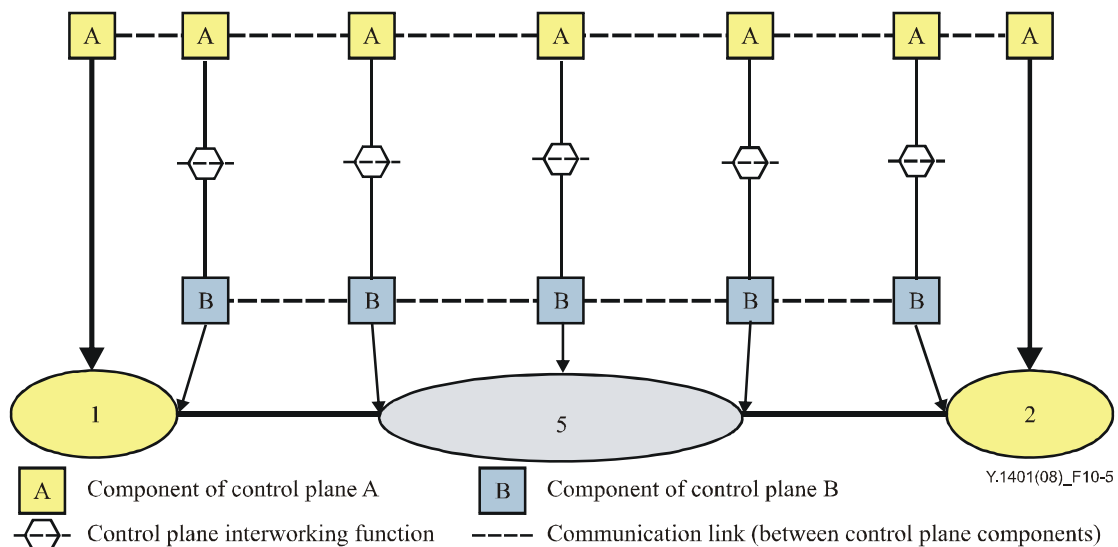 A A A A A A A
B B B B B
1 5 2
Y.1401(08)_F10-5
A Component of control plane A B Component of control plane B
Control plane interworking function Communication link (between control plane components)